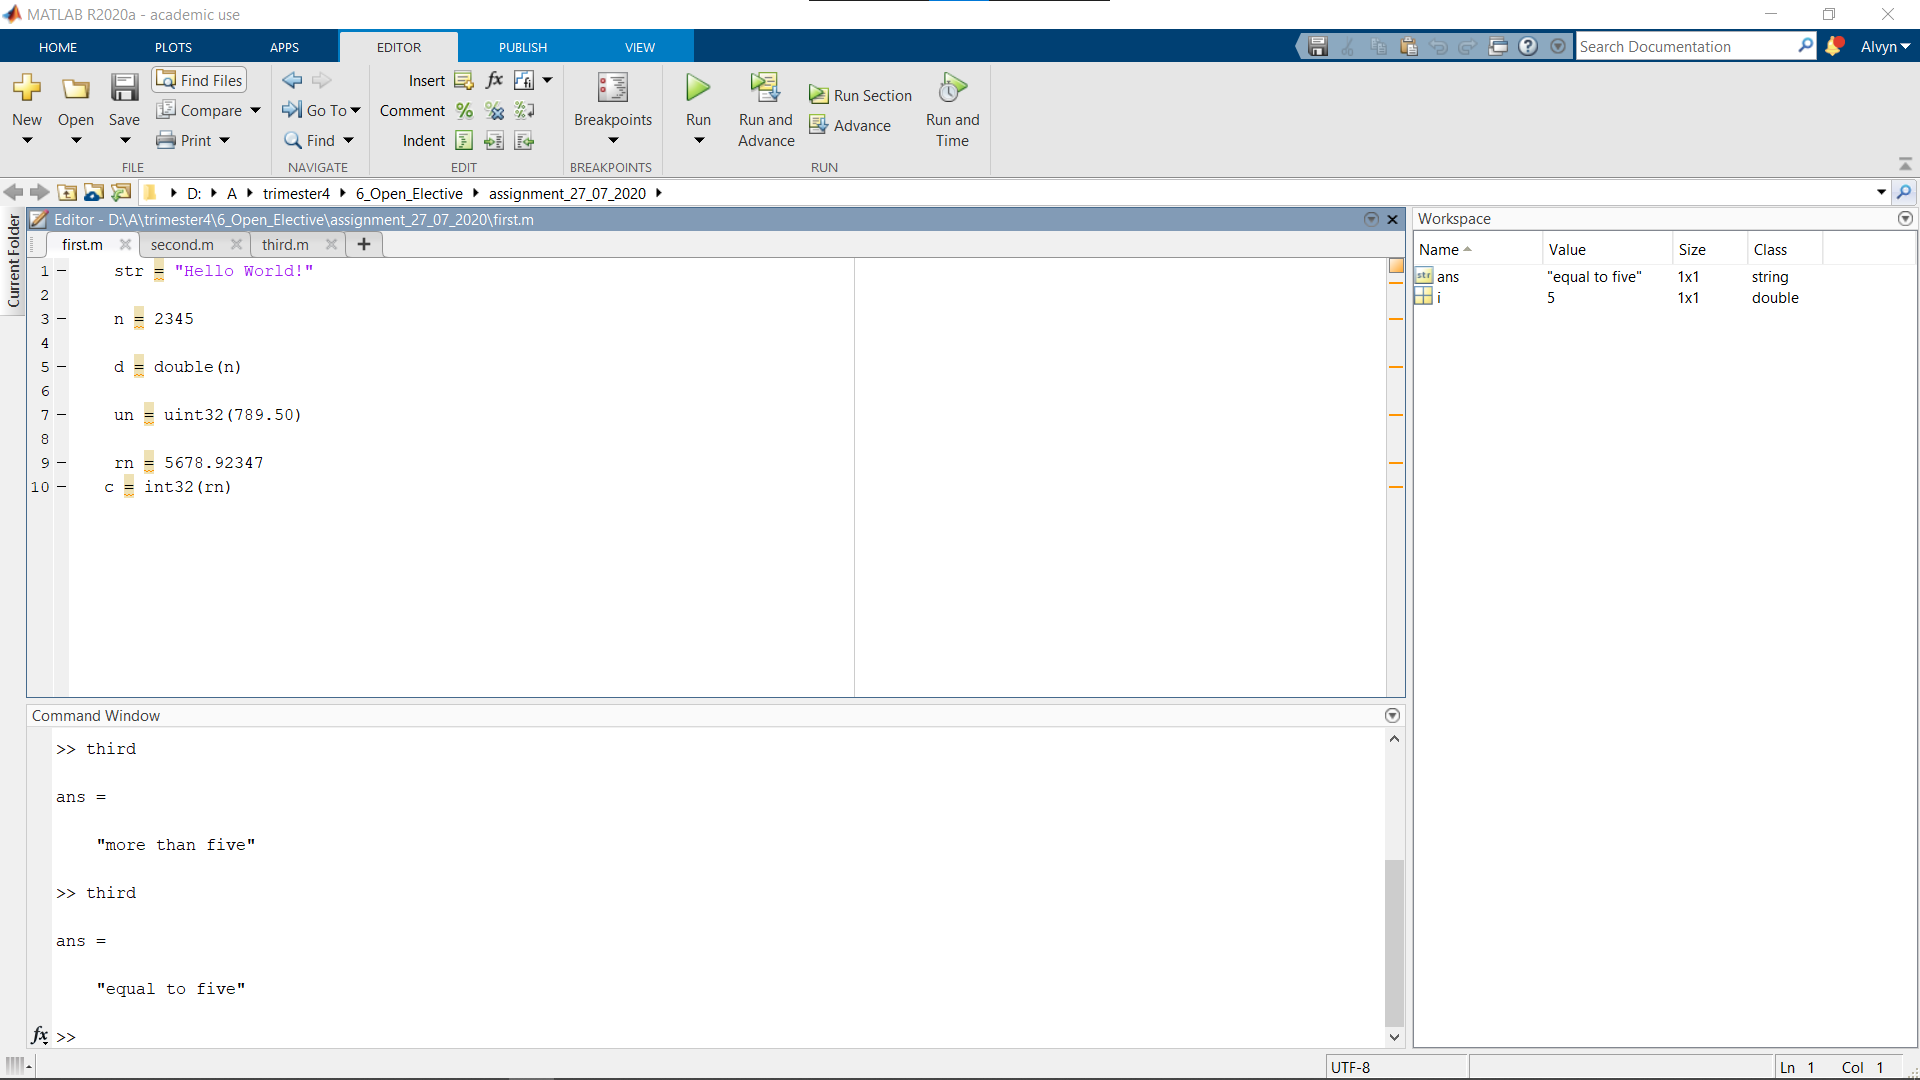 MATLAB R2020a - academic use
HOME PLOTS APPS EDITOR PUBLISH VIEW Search Documentation Alvyn
New Open Save Find Files Compare Print
FILE
Go To Find
NAVIGATE
Insert fx
Comment
Indent
EDIT
Breakpoints
BREAKPOINTS
Run Run and Advance Run Section Advance Run and Time
RUN
D: A trimester4 6_Open_Elective assignment_27_07_2020
Current Folder
Editor - D:\A\trimester4\6_Open_Elective\assignment_27_07_2020\first.m
first.m second.m third.m
1 str = "Hello World!"
2
3 n = 2345
4
5 d = double(n)
6
7 un = uint32(789.50)
8
9 rn = 5678.92347
10 c = int32(rn)
Command Window
>> third
ans =
"more than five"
>> third
ans =
"equal to five"
fx >>
Workspace
Name Value Size Class
str ans "equal to five" 1x1 string
i 5 1x1 double
UTF-8 Ln 1 Col 1